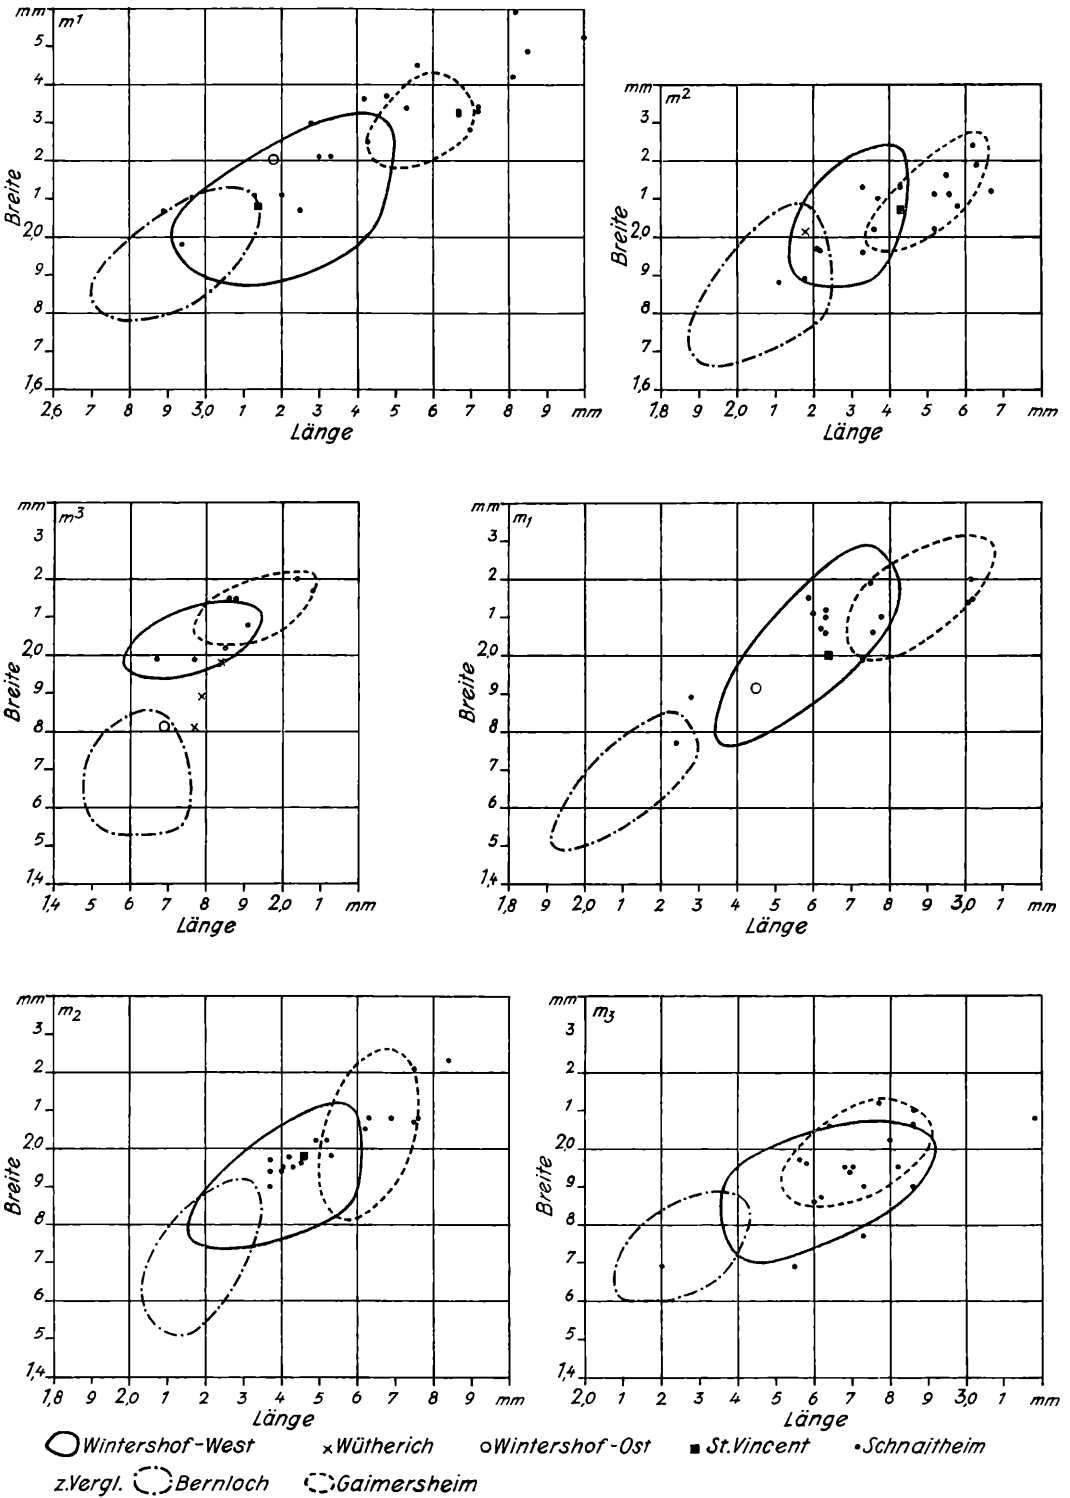 mm
m¹
5
4
3
2
1
2,0
9
8
7
1,6
Breite
2,6 7 8 9 3,0 1 2 3 4 5 6 7 8 9 mm
Länge
mm
m²
3
2
1
2,0
9
8
7
1,6
Breite
1,8 9 2,0 1 2 3 4 5 6 7 mm
Länge
mm
m³
3
2
1
2,0
9
8
7
6
5
1,4
Breite
1,4 5 6 7 8 9 2,0 1 mm
Länge
mm
m₁
3
2
1
2,0
9
8
7
6
5
1,4
Breite
1,8 9 2,0 1 2 3 4 5 6 7 8 9 3,0 1 mm
Länge
mm
m₂
3
2
1
2,0
9
8
7
6
5
1,4
Breite
1,8 9 2,0 1 2 3 4 5 6 7 8 9 mm
Länge
mm
m₃
3
2
1
2,0
9
8
7
6
5
1,4
Breite
2,0 1 2 3 4 5 6 7 8 9 3,0 1 mm
Länge
Wintershof-West ×Wütherich ○Wintershof-Ost ■ St.Vincent •Schnaitheim
z.Vergl. Bernloch Gaimersheim